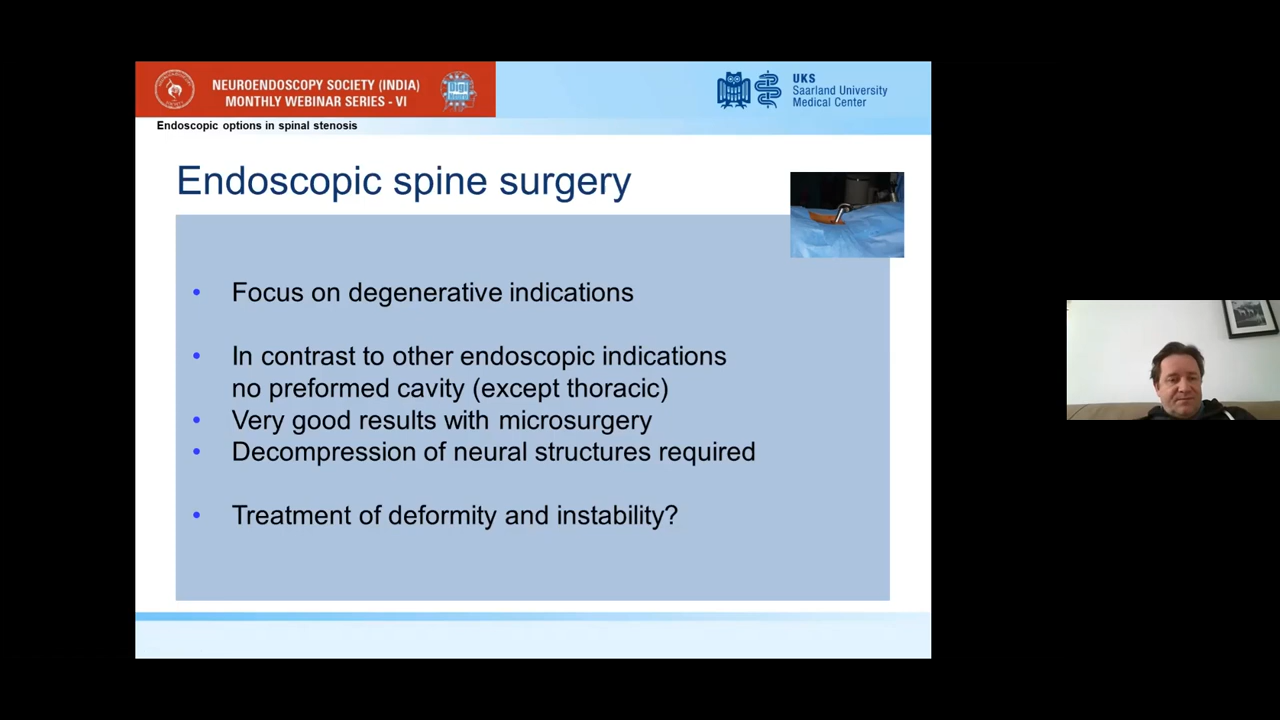 NEUROENDOSCOPY SOCIETY (INDIA)
MONTHLY WEBINAR SERIES - VI
UKS
Saarland University
Medical Center
Endoscopic options in spinal stenosis
Endoscopic spine surgery
• Focus on degenerative indications
• In contrast to other endoscopic indications
no preformed cavity (except thoracic)
• Very good results with microsurgery
• Decompression of neural structures required
• Treatment of deformity and instability?